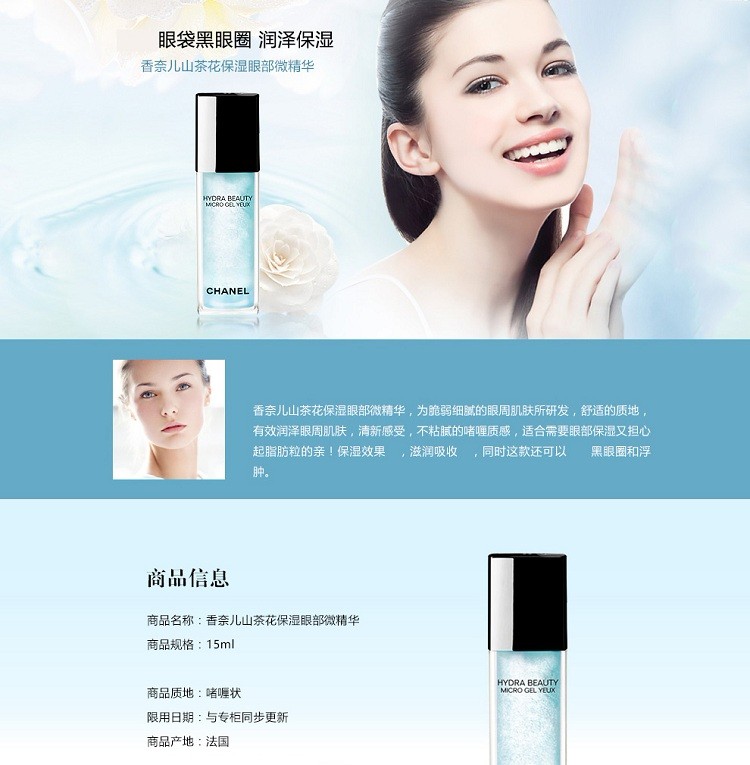 眼袋黑眼圈 润泽保湿
香奈儿山茶花保湿眼部微精华
HYDRA BEAUTY
MICRO GEL YEUX
CHANEL
香奈儿山茶花保湿眼部微精华，为脆弱细腻的眼周肌肤所研发，舒适的质地，
有效润泽眼周肌肤，清新感受，不粘腻的啫喱质感，适合需要眼部保湿又担心
起脂肪粒的亲！保湿效果 ，滋润吸收 ，同时这款还可以 黑眼圈和浮
肿。
商品信息
商品名称：香奈儿山茶花保湿眼部微精华
商品规格：15ml
商品质地：啫喱状
限用日期：与专柜同步更新
商品产地：法国
HYDRA BEAUTY
MICRO GEL YEUX